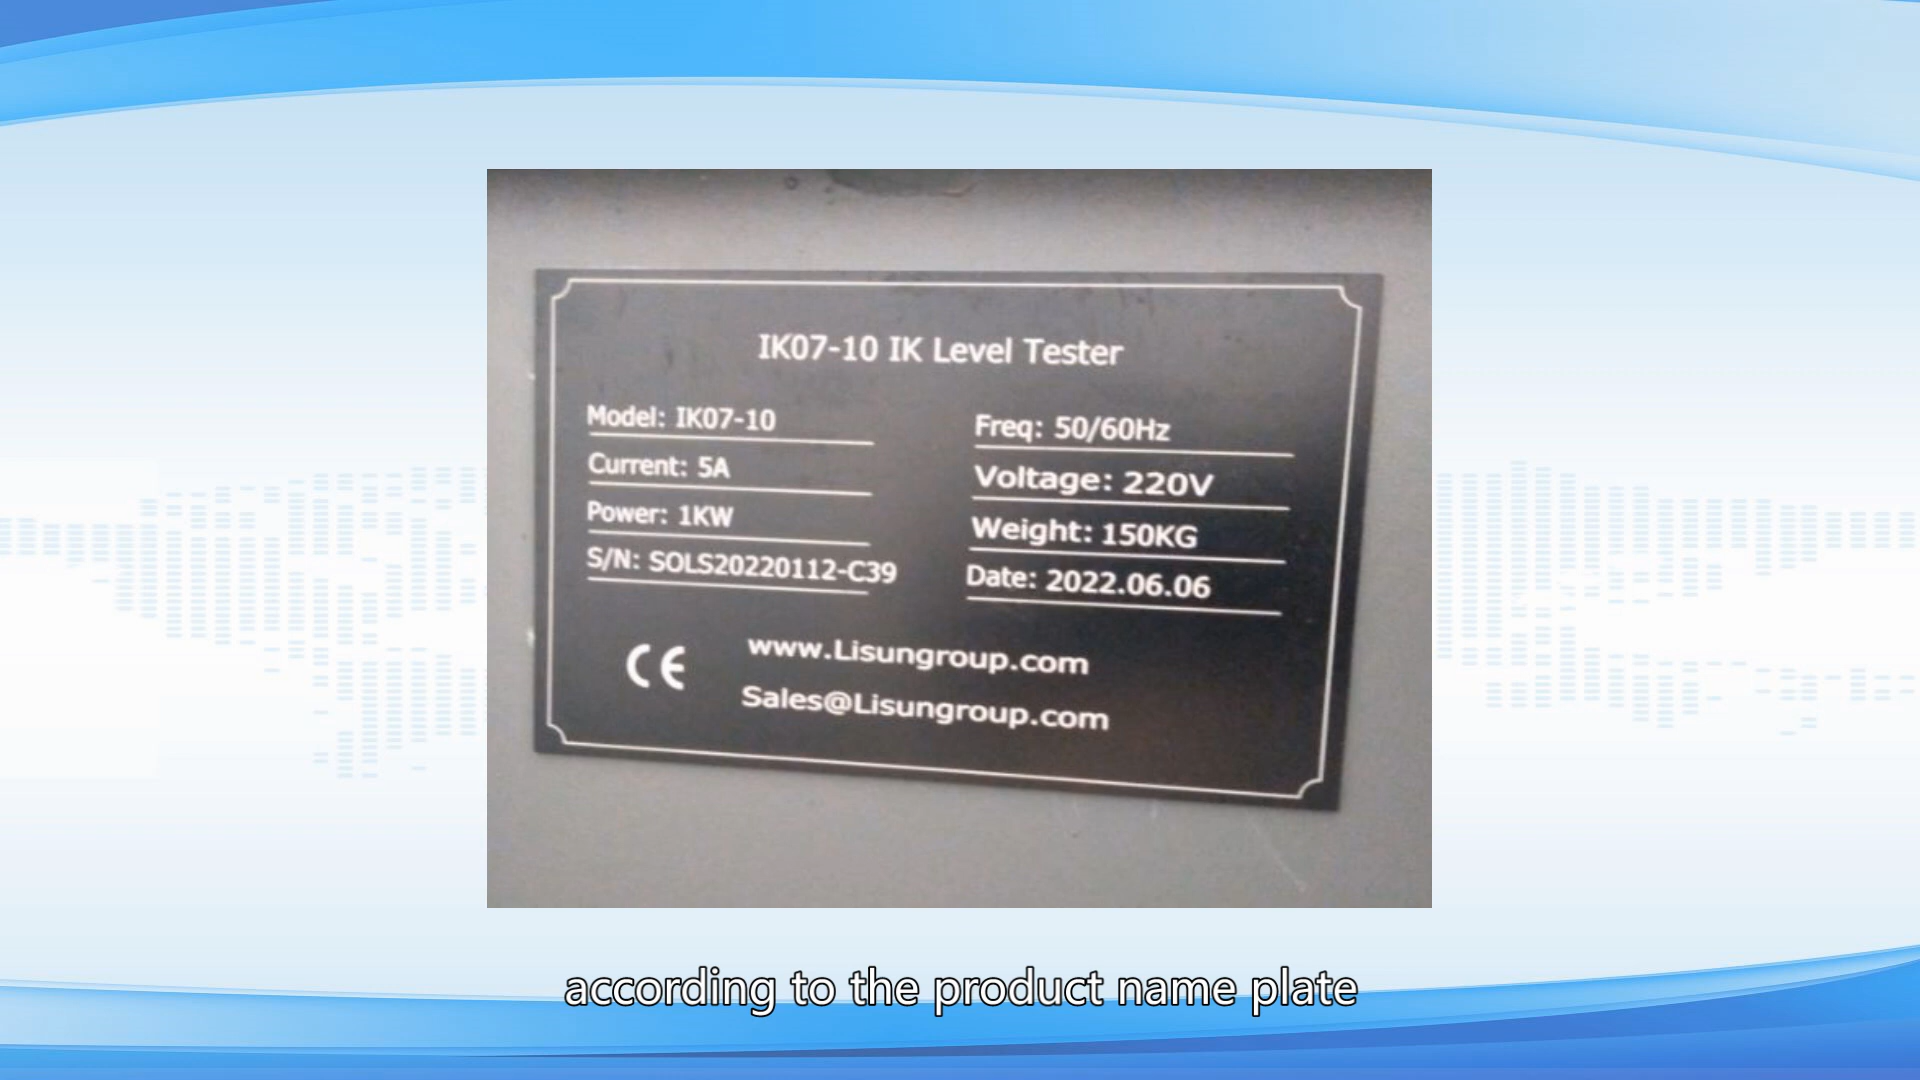 IK07-10 IK Level Tester
Model: IK07-10
Freq: 50/60Hz
Current: 5A
Voltage: 220V
Power: 1KW
Weight: 150KG
S/N: SOLS20220112-C39
Date: 2022.06.06
CE
www.Lisungroup.com
Sales@Lisungroup.com
according to the product name plate